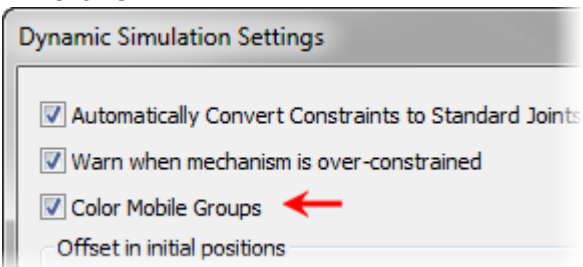 Dynamic Simulation Settings
Automatically Convert Constraints to Standard Joints
Warn when mechanism is over-constrained
Color Mobile Groups
Offset in initial positions